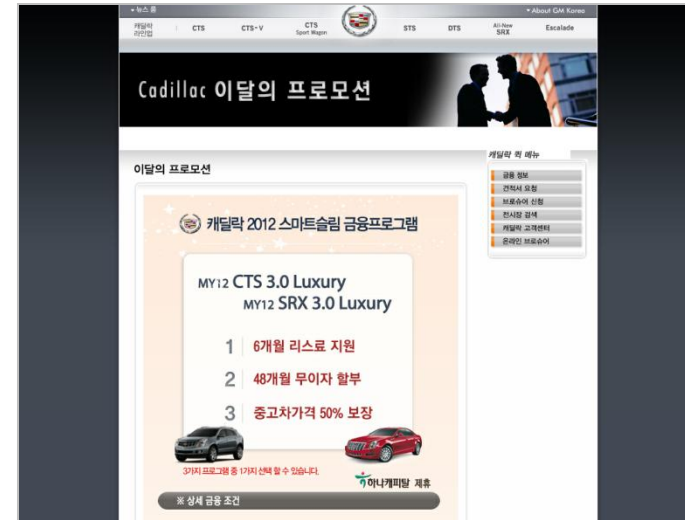 뉴스 룸
About GM Korea
캐딜락 라인업
CTS
CTS-V
CTS Sport Wagon
STS
DTS
All-New SRX
Escalade
Cadillac 이달의 프로모션
캐딜락 퀵 메뉴
금융 정보
견적서 요청
브로슈어 신청
전시장 검색
캐딜락 고객센터
온라인 브로슈어
이달의 프로모션
캐딜락 2012 스마트슬림 금융프로그램
MY12 CTS 3.0 Luxury
MY12 SRX 3.0 Luxury
1 6개월 리스료 지원
2 48개월 무이자 할부
3 중고차가격 50% 보장
3가지 프로그램 중 1가지 선택 할 수 있습니다.
하나캐피탈 제휴
※ 상세 금융 조건